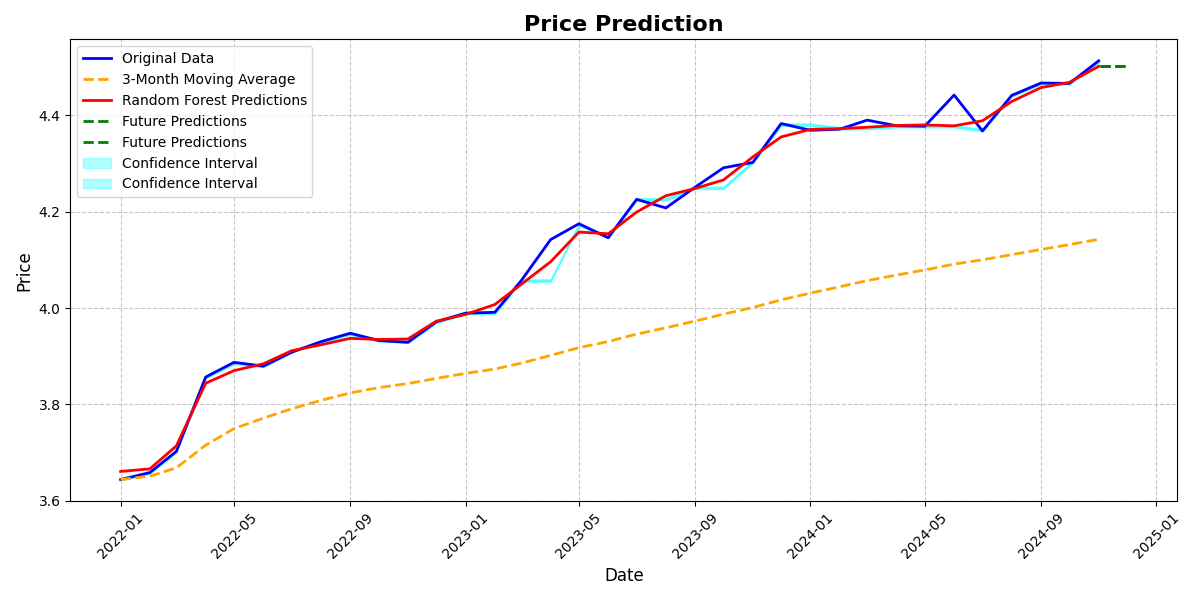 Price Prediction
Original Data
3-Month Moving Average
Random Forest Predictions
Future Predictions
Future Predictions
Confidence Interval
Confidence Interval
Price
4.4
4.2
4.0
3.8
3.6
2022-01
2022-05
2022-09
2023-01
2023-05
2023-09
2024-01
2024-05
2024-09
2025-01
Date